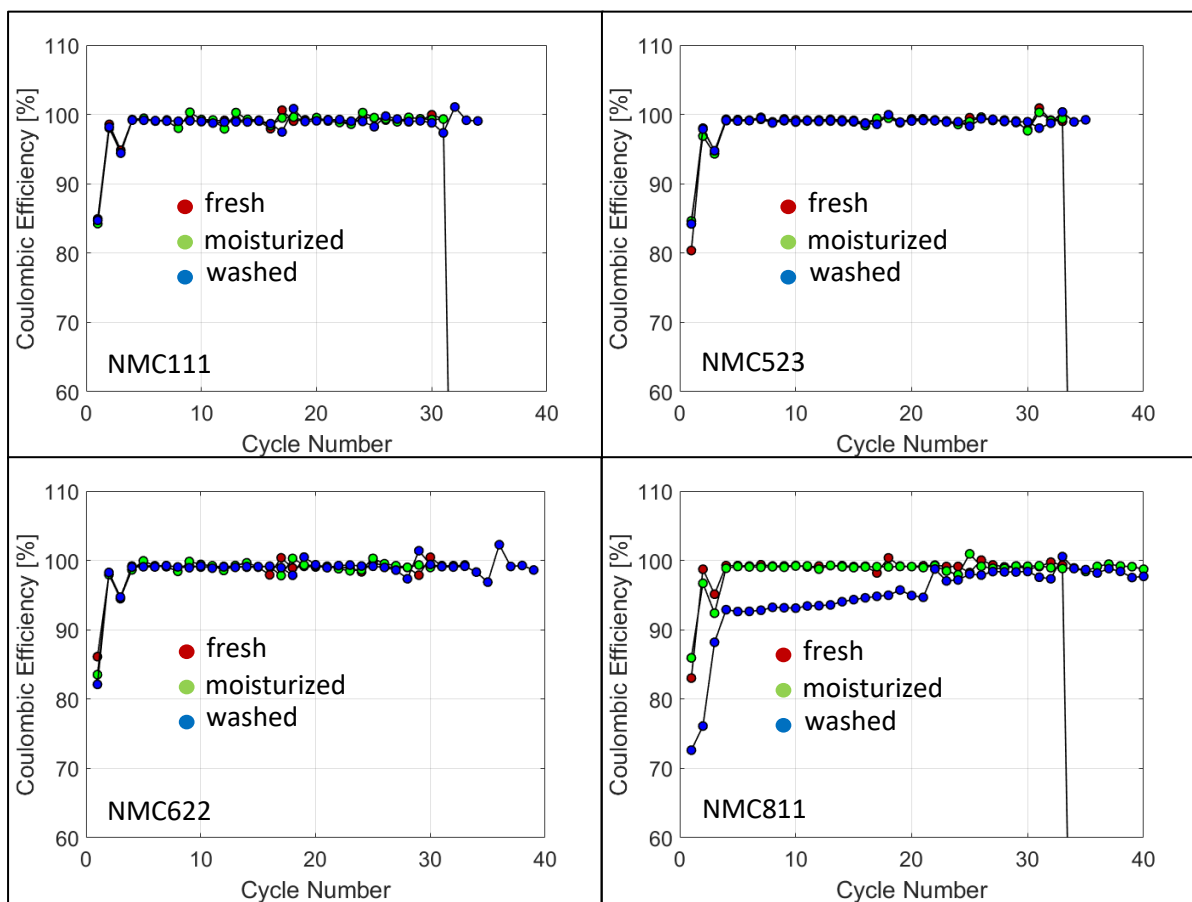 110
100
90
80
70
60
Coulombic Efficiency [%]
fresh
moisturized
washed
NMC111
0 10 20 30 40
Cycle Number
110
100
90
80
70
60
Coulombic Efficiency [%]
fresh
moisturized
washed
NMC523
0 10 20 30 40
Cycle Number
110
100
90
80
70
60
Coulombic Efficiency [%]
fresh
moisturized
washed
NMC622
0 10 20 30 40
Cycle Number
110
100
90
80
70
60
Coulombic Efficiency [%]
fresh
moisturized
washed
NMC811
0 10 20 30 40
Cycle Number